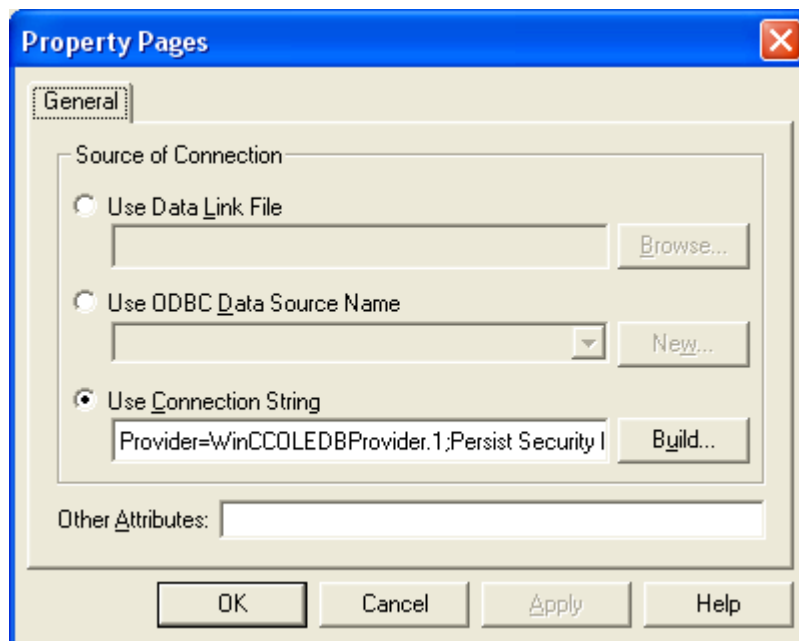 Property Pages
General
Source of Connection
Use Data Link File
Browse...
Use ODBC Data Source Name
New...
Use Connection String
Provider=WinCCOLEDBProvider.1;Persist Security I
Build...
Other Attributes:
OK Cancel Apply Help